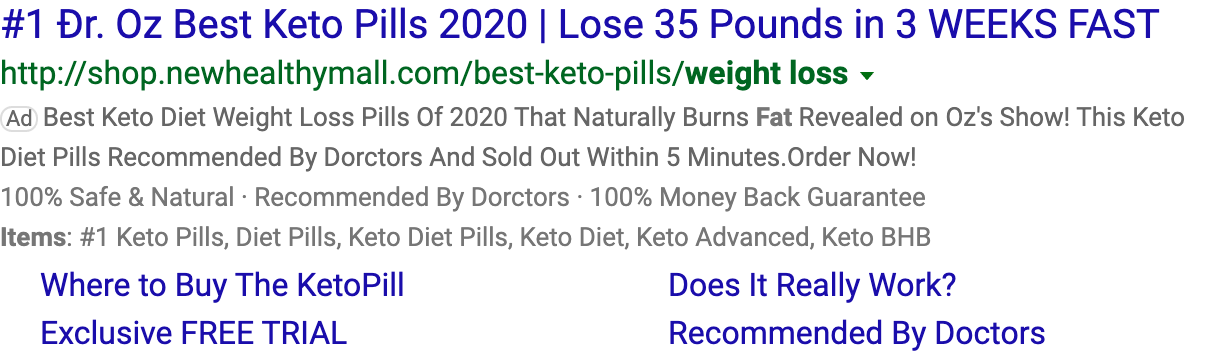 #1 Ðr. Oz Best Keto Pills 2020 | Lose 35 Pounds in 3 WEEKS FAST
http://shop.newhealthymall.com/best-keto-pills/weight loss
Ad Best Keto Diet Weight Loss Pills Of 2020 That Naturally Burns Fat Revealed on Oz's Show! This Keto
Diet Pills Recommended By Dorctors And Sold Out Within 5 Minutes.Order Now!
100% Safe & Natural · Recommended By Dorctors · 100% Money Back Guarantee
Items: #1 Keto Pills, Diet Pills, Keto Diet Pills, Keto Diet, Keto Advanced, Keto BHB
Where to Buy The KetoPill Does It Really Work?
Exclusive FREE TRIAL Recommended By Doctors